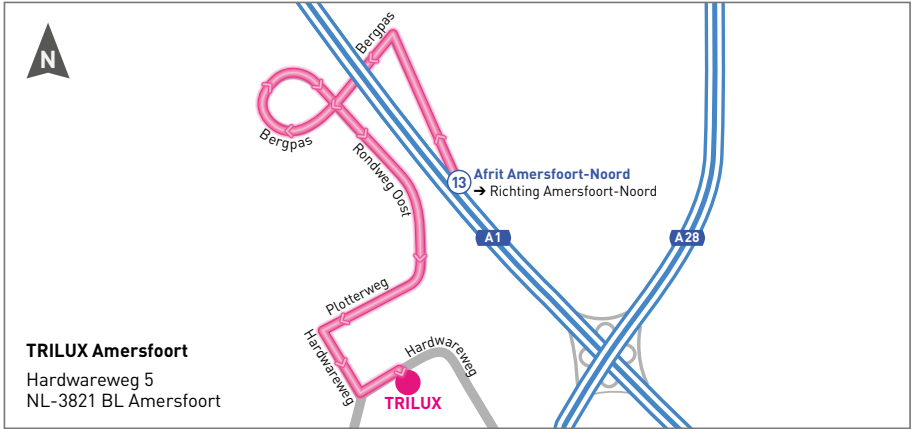 N
Bergpas
Bergpas
Rondweg Oost
13
Afrit Amersfoort-Noord
➔ Richting Amersfoort-Noord
A1
A28
Plotterweg
Hardwareweg
Hardwareweg
TRILUX
TRILUX Amersfoort
Hardwareweg 5
NL-3821 BL Amersfoort